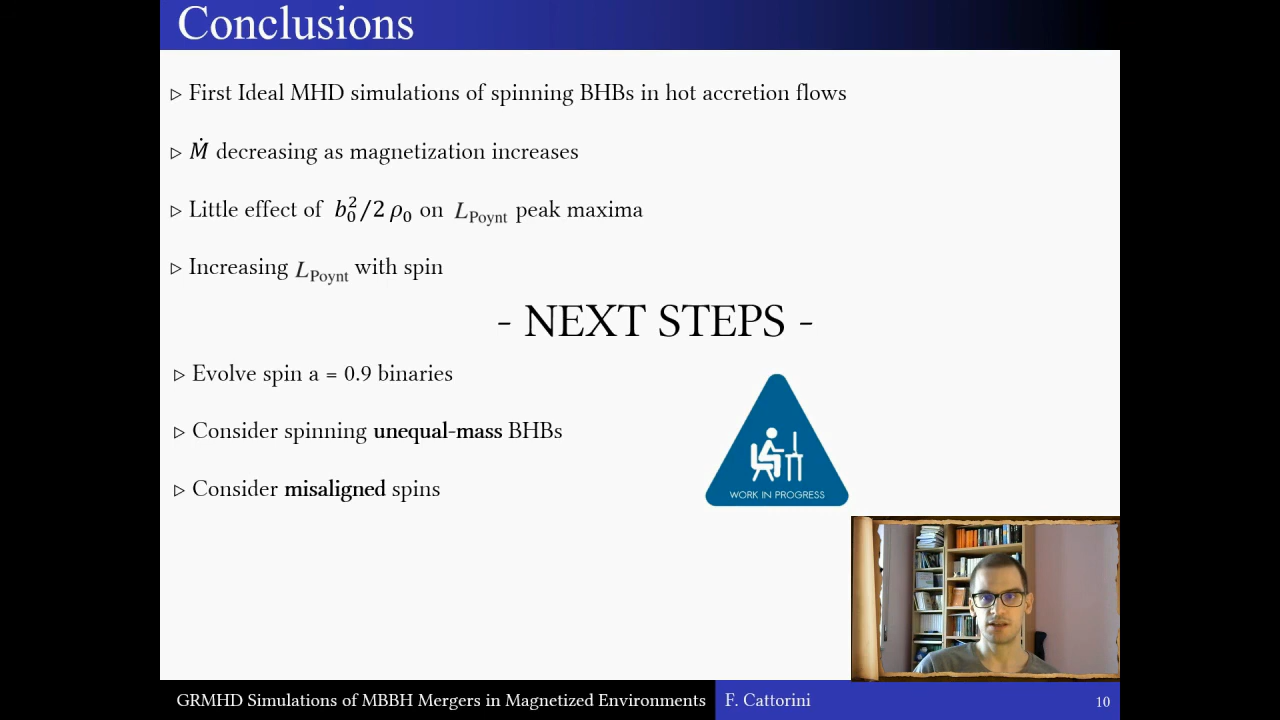 Conclusions
▷ First Ideal MHD simulations of spinning BHBs in hot accretion flows
▷ Ṁ decreasing as magnetization increases
▷ Little effect of b₀²/2 ρ₀ on L_Poynt peak maxima
▷ Increasing L_Poynt with spin
- NEXT STEPS -
▷ Evolve spin a = 0.9 binaries
▷ Consider spinning unequal-mass BHBs
▷ Consider misaligned spins
WORK IN PROGRESS
GRMHD Simulations of MBBH Mergers in Magnetized Environments F. Cattorini 10